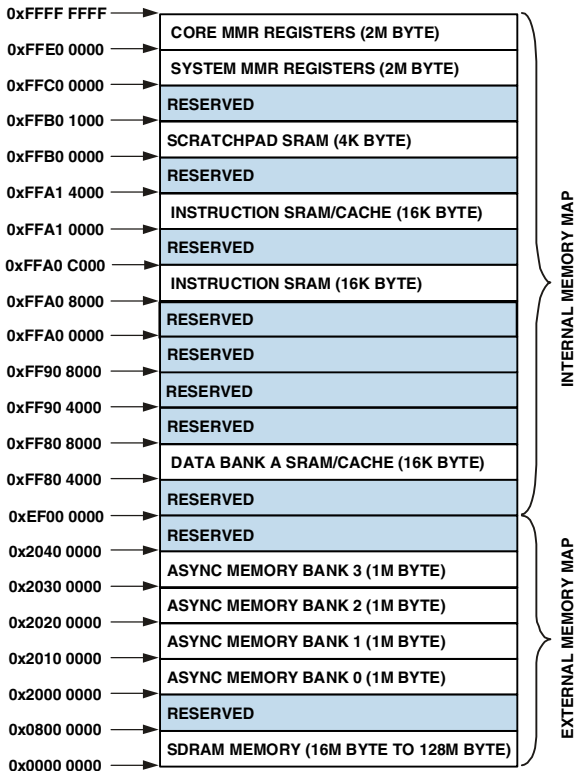 0xFFFF FFFF
CORE MMR REGISTERS (2M BYTE)
0xFFE0 0000
SYSTEM MMR REGISTERS (2M BYTE)
0xFFC0 0000
RESERVED
0xFFB0 1000
SCRATCHPAD SRAM (4K BYTE)
0xFFB0 0000
RESERVED
0xFFA1 4000
INSTRUCTION SRAM/CACHE (16K BYTE)
0xFFA1 0000
RESERVED
0xFFA0 C000
INSTRUCTION SRAM (16K BYTE)
0xFFA0 8000
RESERVED
0xFFA0 0000
RESERVED
0xFF90 8000
RESERVED
0xFF90 4000
RESERVED
0xFF80 8000
DATA BANK A SRAM/CACHE (16K BYTE)
0xFF80 4000
RESERVED
0xEF00 0000
RESERVED
0x2040 0000
ASYNC MEMORY BANK 3 (1M BYTE)
0x2030 0000
ASYNC MEMORY BANK 2 (1M BYTE)
0x2020 0000
ASYNC MEMORY BANK 1 (1M BYTE)
0x2010 0000
ASYNC MEMORY BANK 0 (1M BYTE)
0x2000 0000
RESERVED
0x0800 0000
SDRAM MEMORY (16M BYTE TO 128M BYTE)
0x0000 0000
INTERNAL MEMORY MAP
EXTERNAL MEMORY MAP